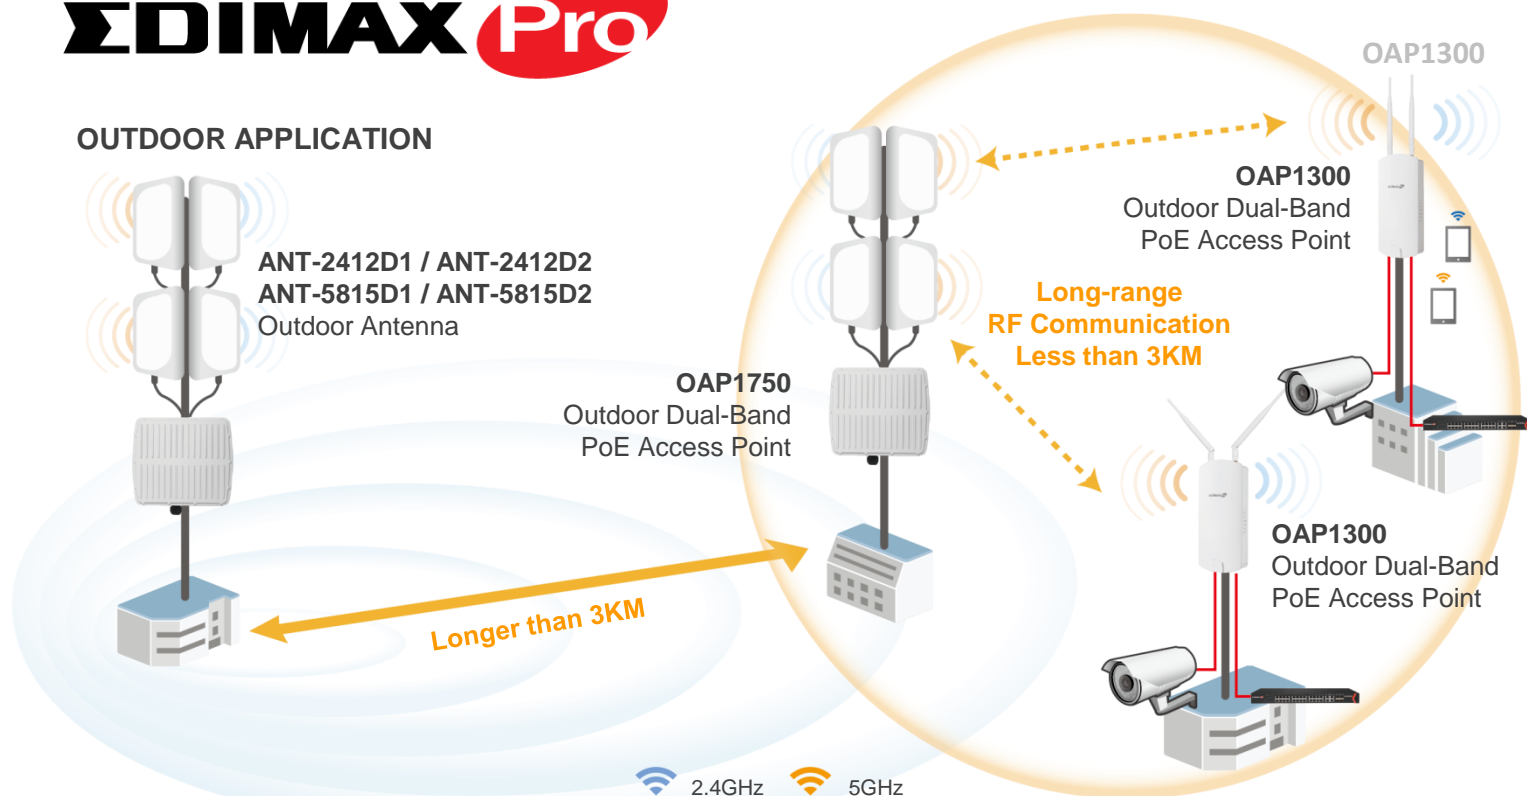 EDIMAX Pro
OAP1300
OUTDOOR APPLICATION
OAP1300
Outdoor Dual-Band
PoE Access Point
ANT-2412D1 / ANT-2412D2
ANT-5815D1 / ANT-5815D2
Outdoor Antenna
Long-range
RF Communication
Less than 3KM
OAP1750
Outdoor Dual-Band
PoE Access Point
OAP1300
Outdoor Dual-Band
PoE Access Point
Longer than 3KM
2.4GHz
5GHz